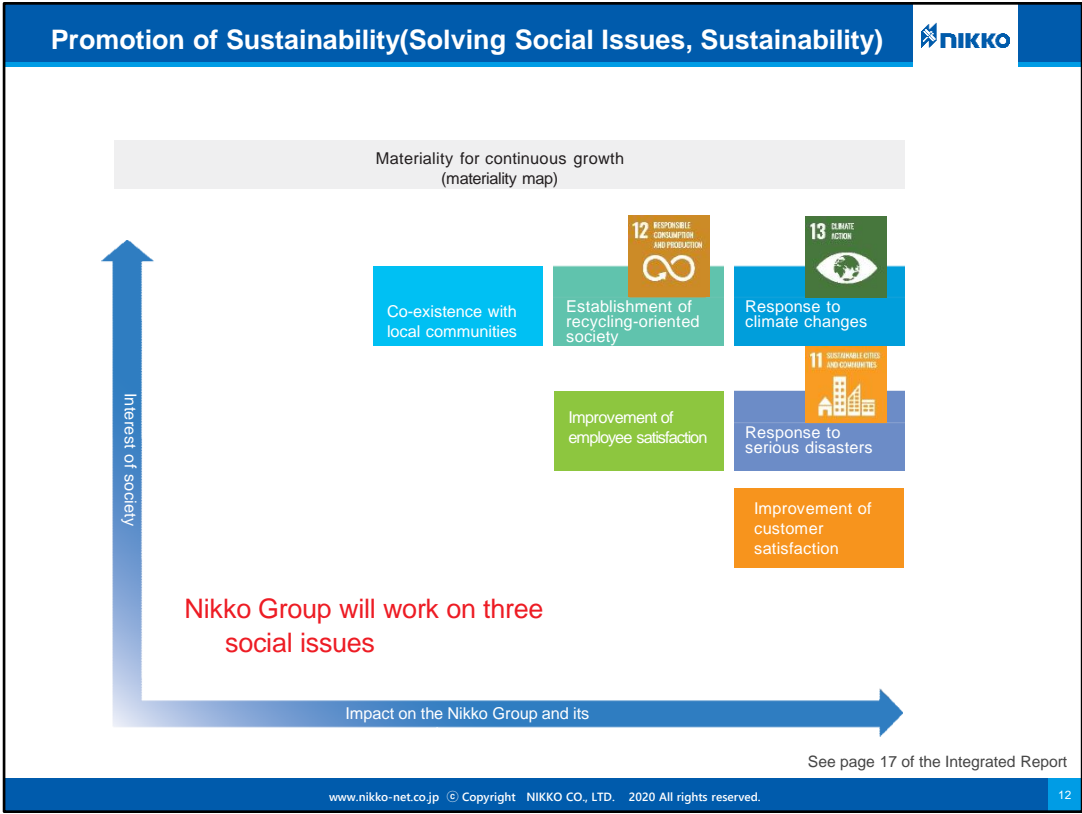 Promotion of Sustainability(Solving Social Issues, Sustainability)
NIKKO
Materiality for continuous growth
(materiality map)
12 RESPONSIBLE
CONSUMPTION
AND PRODUCTION
13 CLIMATE
ACTION
Co-existence with
local communities
Establishment of
recycling-oriented
society
Response to
climate changes
11 SUSTAINABLE CITIES
AND COMMUNITIES
Interest of society
Improvement of
employee satisfaction
Response to
serious disasters
Improvement of
customer
satisfaction
Nikko Group will work on three
social issues
Impact on the Nikko Group and its
See page 17 of the Integrated Report
www.nikko-net.co.jp ⓒ Copyright NIKKO CO., LTD. 2020 All rights reserved.
12